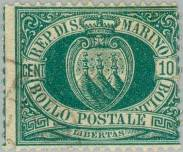 REP. DI S. MARINO
CENT 10
BOLLO POSTALE
LIBERTAS